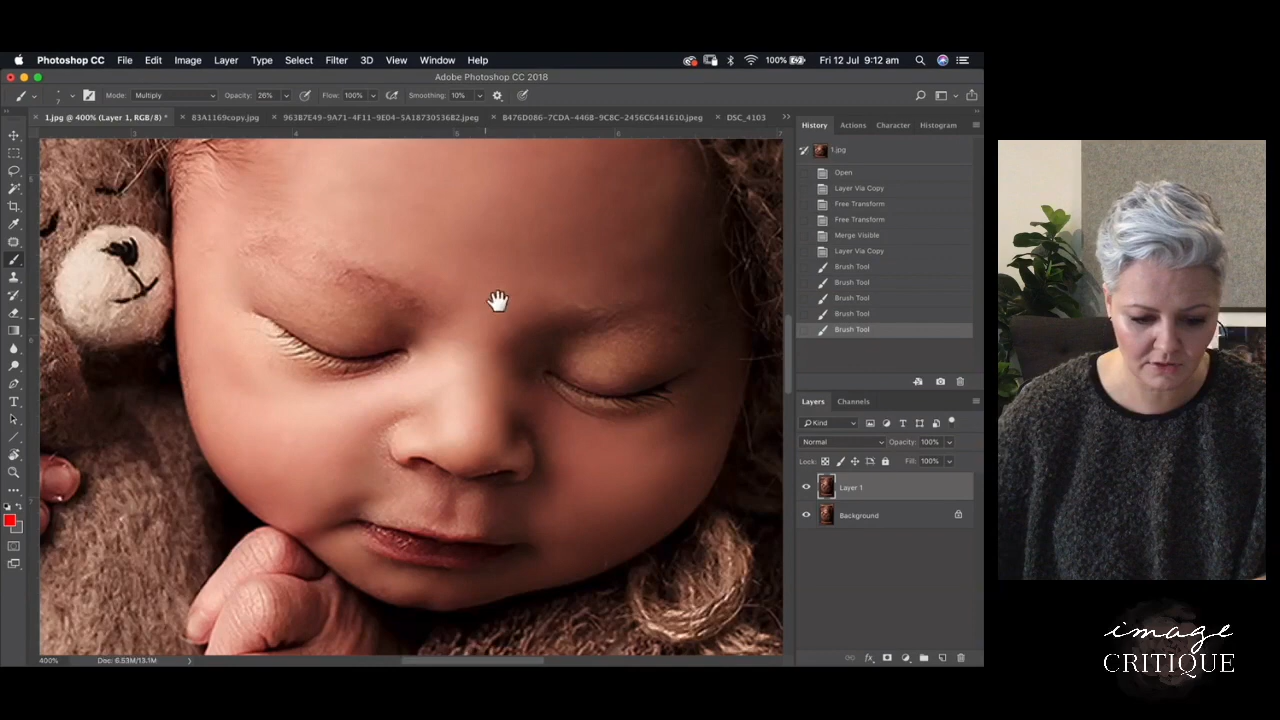 Photoshop CC File Edit Image Layer Type Select Filter 3D View Window Help 100% Fri 12 Jul 9:12 am
Adobe Photoshop CC 2018
Mode: Multiply Opacity: 26% Flow: 100% Smoothing: 10%
1.jpg @ 400% (Layer 1, RGB/8) * 83A1169copy.jpg 963B7E49-9A71-4F11-9E04-5A18730536B2.jpeg B476D086-7CDA-4468-9C8C-2456C6441610.jpeg DSC_4103
History Actions Character Histogram
1.jpg
Open
Layer Via Copy
Free Transform
Free Transform
Merge Visible
Layer Via Copy
Brush Tool
Brush Tool
Brush Tool
Brush Tool
Brush Tool
Layers Channels
Kind
Normal Opacity: 100%
Lock: Fill: 100%
Layer 1
Background
400% Doc: 6.53M/13.1M
image
CRITIQUE